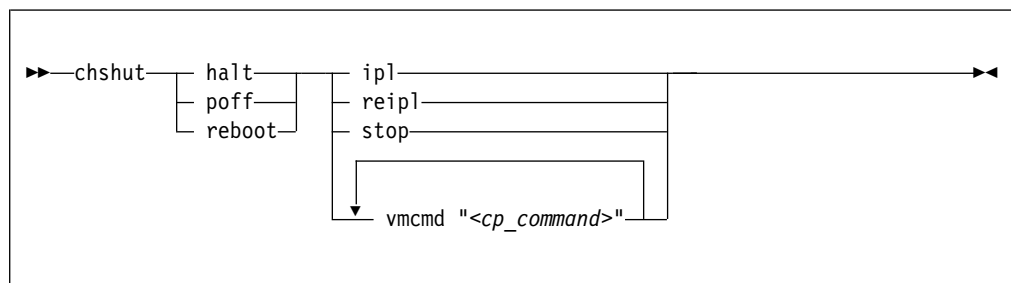 chshut halt ipl
poff reipl
reboot stop
vmcmd "<cp_command>"